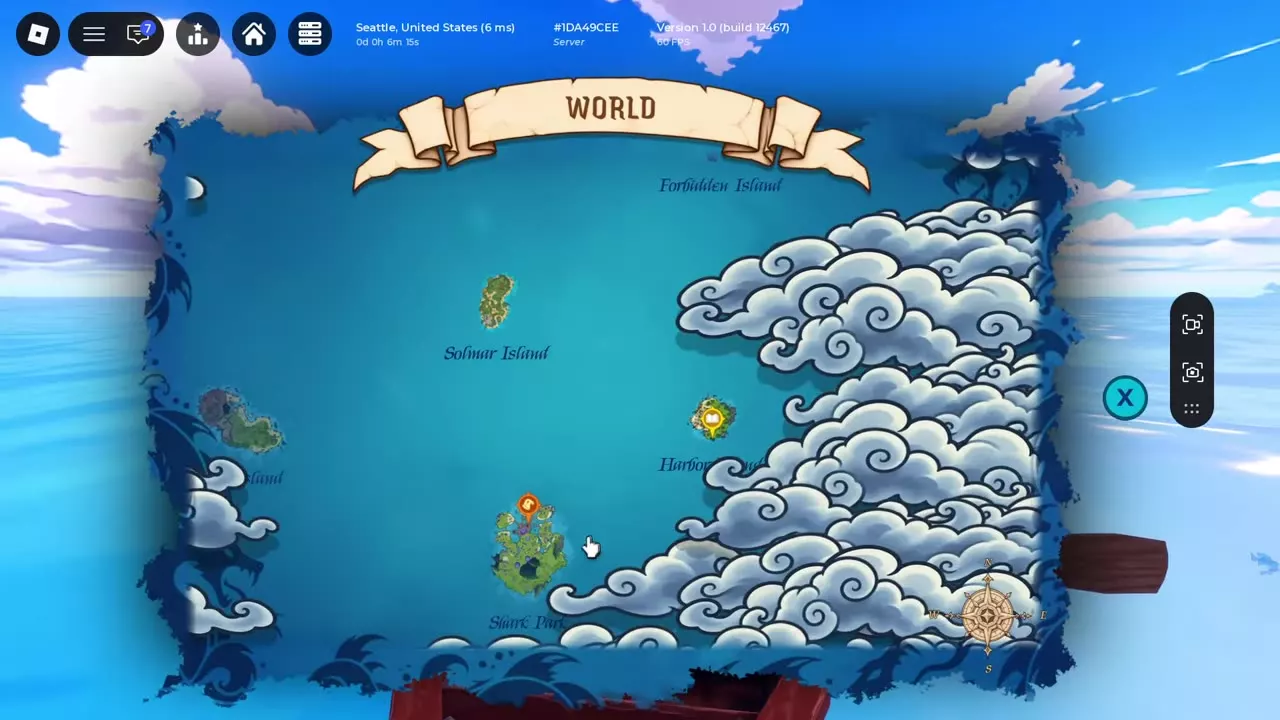 7
Seattle, United States (6 ms)
0d 0h 6m 15s
#1DA49CEE
Server
Version 1.0 (build 12467)
60 FPS
WORLD
Forbidden Island
Solmar Island
Harbor
sland
Shark Park
X
N
W
E
S